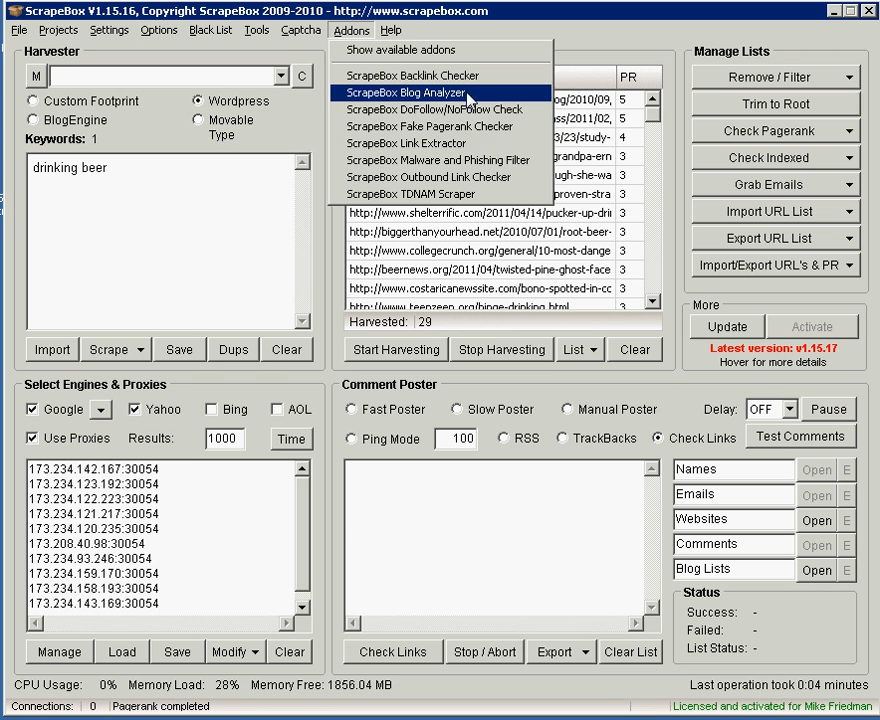 ScrapeBox V1.15.16, Copyright ScrapeBox 2009-2010 - http://www.scrapebox.com
File Projects Settings Options Black List Tools Captcha Addons Help
Show available addons
ScrapeBox Backlink Checker
ScrapeBox Blog Analyzer
ScrapeBox DoFollow/NoFollow Check
ScrapeBox Fake Pagerank Checker
ScrapeBox Link Extractor
ScrapeBox Malware and Phishing Filter
ScrapeBox Outbound Link Checker
ScrapeBox TDNAM Scraper
Harvester
M C
Custom Footprint Wordpress
BlogEngine Movable Type
Keywords: 1
drinking beer
Import Scrape Save Dups Clear
PR
og/2010/09, 5
ss/2011/02, 5
3/23/study- 4
grandpa-ern 3
ugh-she-wa 3
proven-stra 3
http://www.shelterrific.com/2011/04/14/pucker-up-drin 3
http://biggerthanyourhead.net/2010/07/01/root-beer- 3
http://www.collegecrunch.org/general/10-most-dange 3
http://beernews.org/2011/04/twisted-pine-ghost-face 3
http://www.costaricanewssite.com/bono-spotted-in-cc 3
http://www.teenzeen.org/binge-drinking.html 3
Harvested: 29
Start Harvesting Stop Harvesting List Clear
Manage Lists
Remove / Filter
Trim to Root
Check Pagerank
Check Indexed
Grab Emails
Import URL List
Export URL List
Import/Export URL's & PR
More
Update Activate
Latest version: v1.15.17
Hover for more details
Select Engines & Proxies
Google Yahoo Bing AOL
Use Proxies Results: 1000 Time
173.234.142.167:30054
173.234.123.192:30054
173.234.122.223:30054
173.234.121.217:30054
173.234.120.235:30054
173.208.40.98:30054
173.234.93.246:30054
173.234.159.170:30054
173.234.158.193:30054
173.234.143.169:30054
Manage Load Save Modify Clear
Comment Poster
Fast Poster Slow Poster Manual Poster Delay: OFF Pause
Ping Mode 100 RSS TrackBacks Check Links Test Comments
Names Open E
Emails Open E
Websites Open E
Comments Open E
Blog Lists Open E
Status
Success: -
Failed: -
List Status: -
Check Links Stop / Abort Export Clear List
CPU Usage: 0% Memory Load: 28% Memory Free: 1856.04 MB Last operation took 0:04 minutes
Connections: 0 Pagerank completed Licensed and activated for Mike Friedman